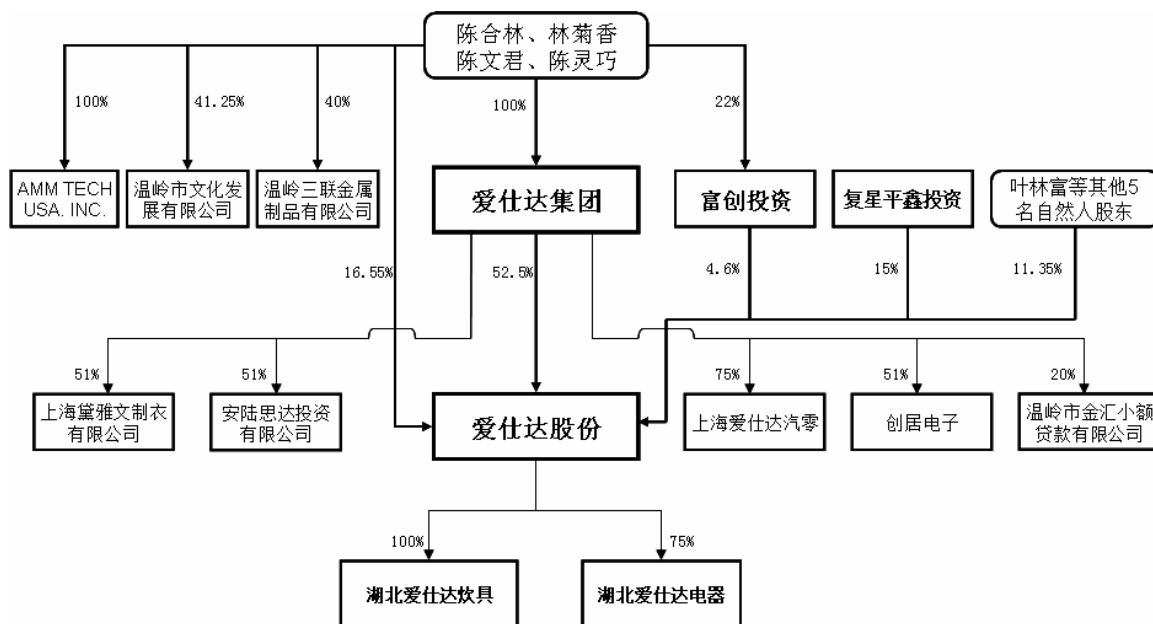 陈合林、林菊香
陈文君、陈灵巧
100%
41.25%
40%
100%
22%
AMM TECH
USA. INC.
温岭市文化发
展有限公司
温岭三联金属
制品有限公司
爱仕达集团
富创投资
复星平鑫投资
叶林富等其他5
名自然人股东
16.55%
52.5%
4.6%
15%
11.35%
51%
51%
75%
51%
20%
上海黛雅文制衣
有限公司
安陆思达投资
有限公司
爱仕达股份
上海爱仕达汽零
创居电子
温岭市金汇小额
贷款有限公司
100%
75%
湖北爱仕达炊具
湖北爱仕达电器